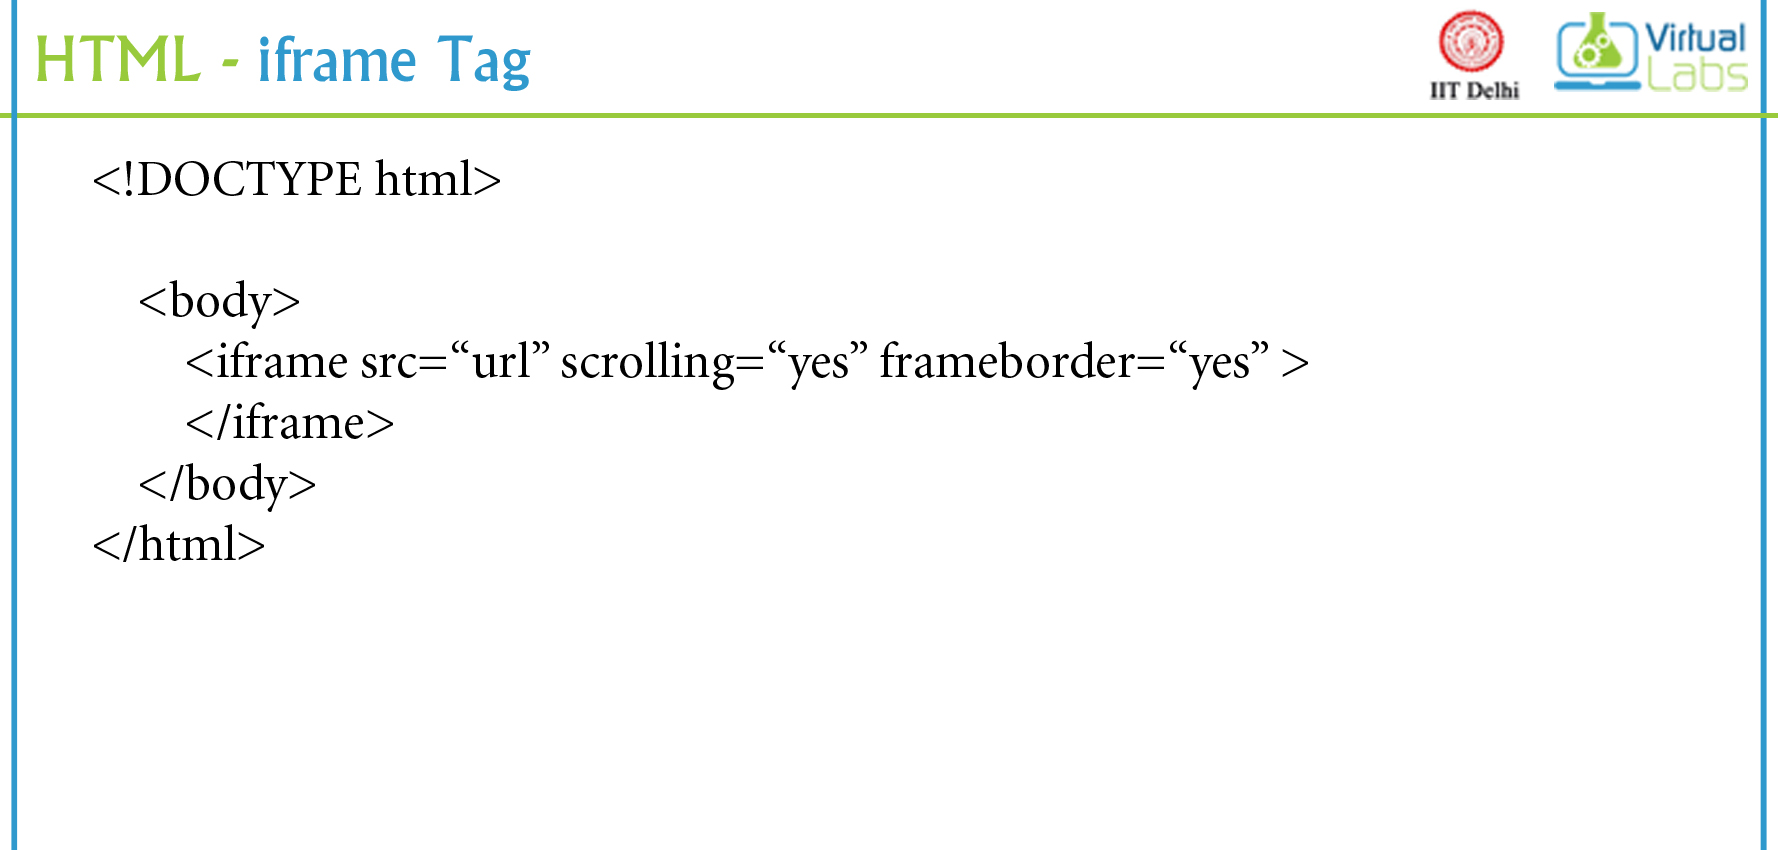 HTML - iframe Tag
IIT Delhi
Virtual
Labs
<!DOCTYPE html>
<body>
<iframe src=“url” scrolling=“yes” frameborder=“yes” >
</iframe>
</body>
</html>